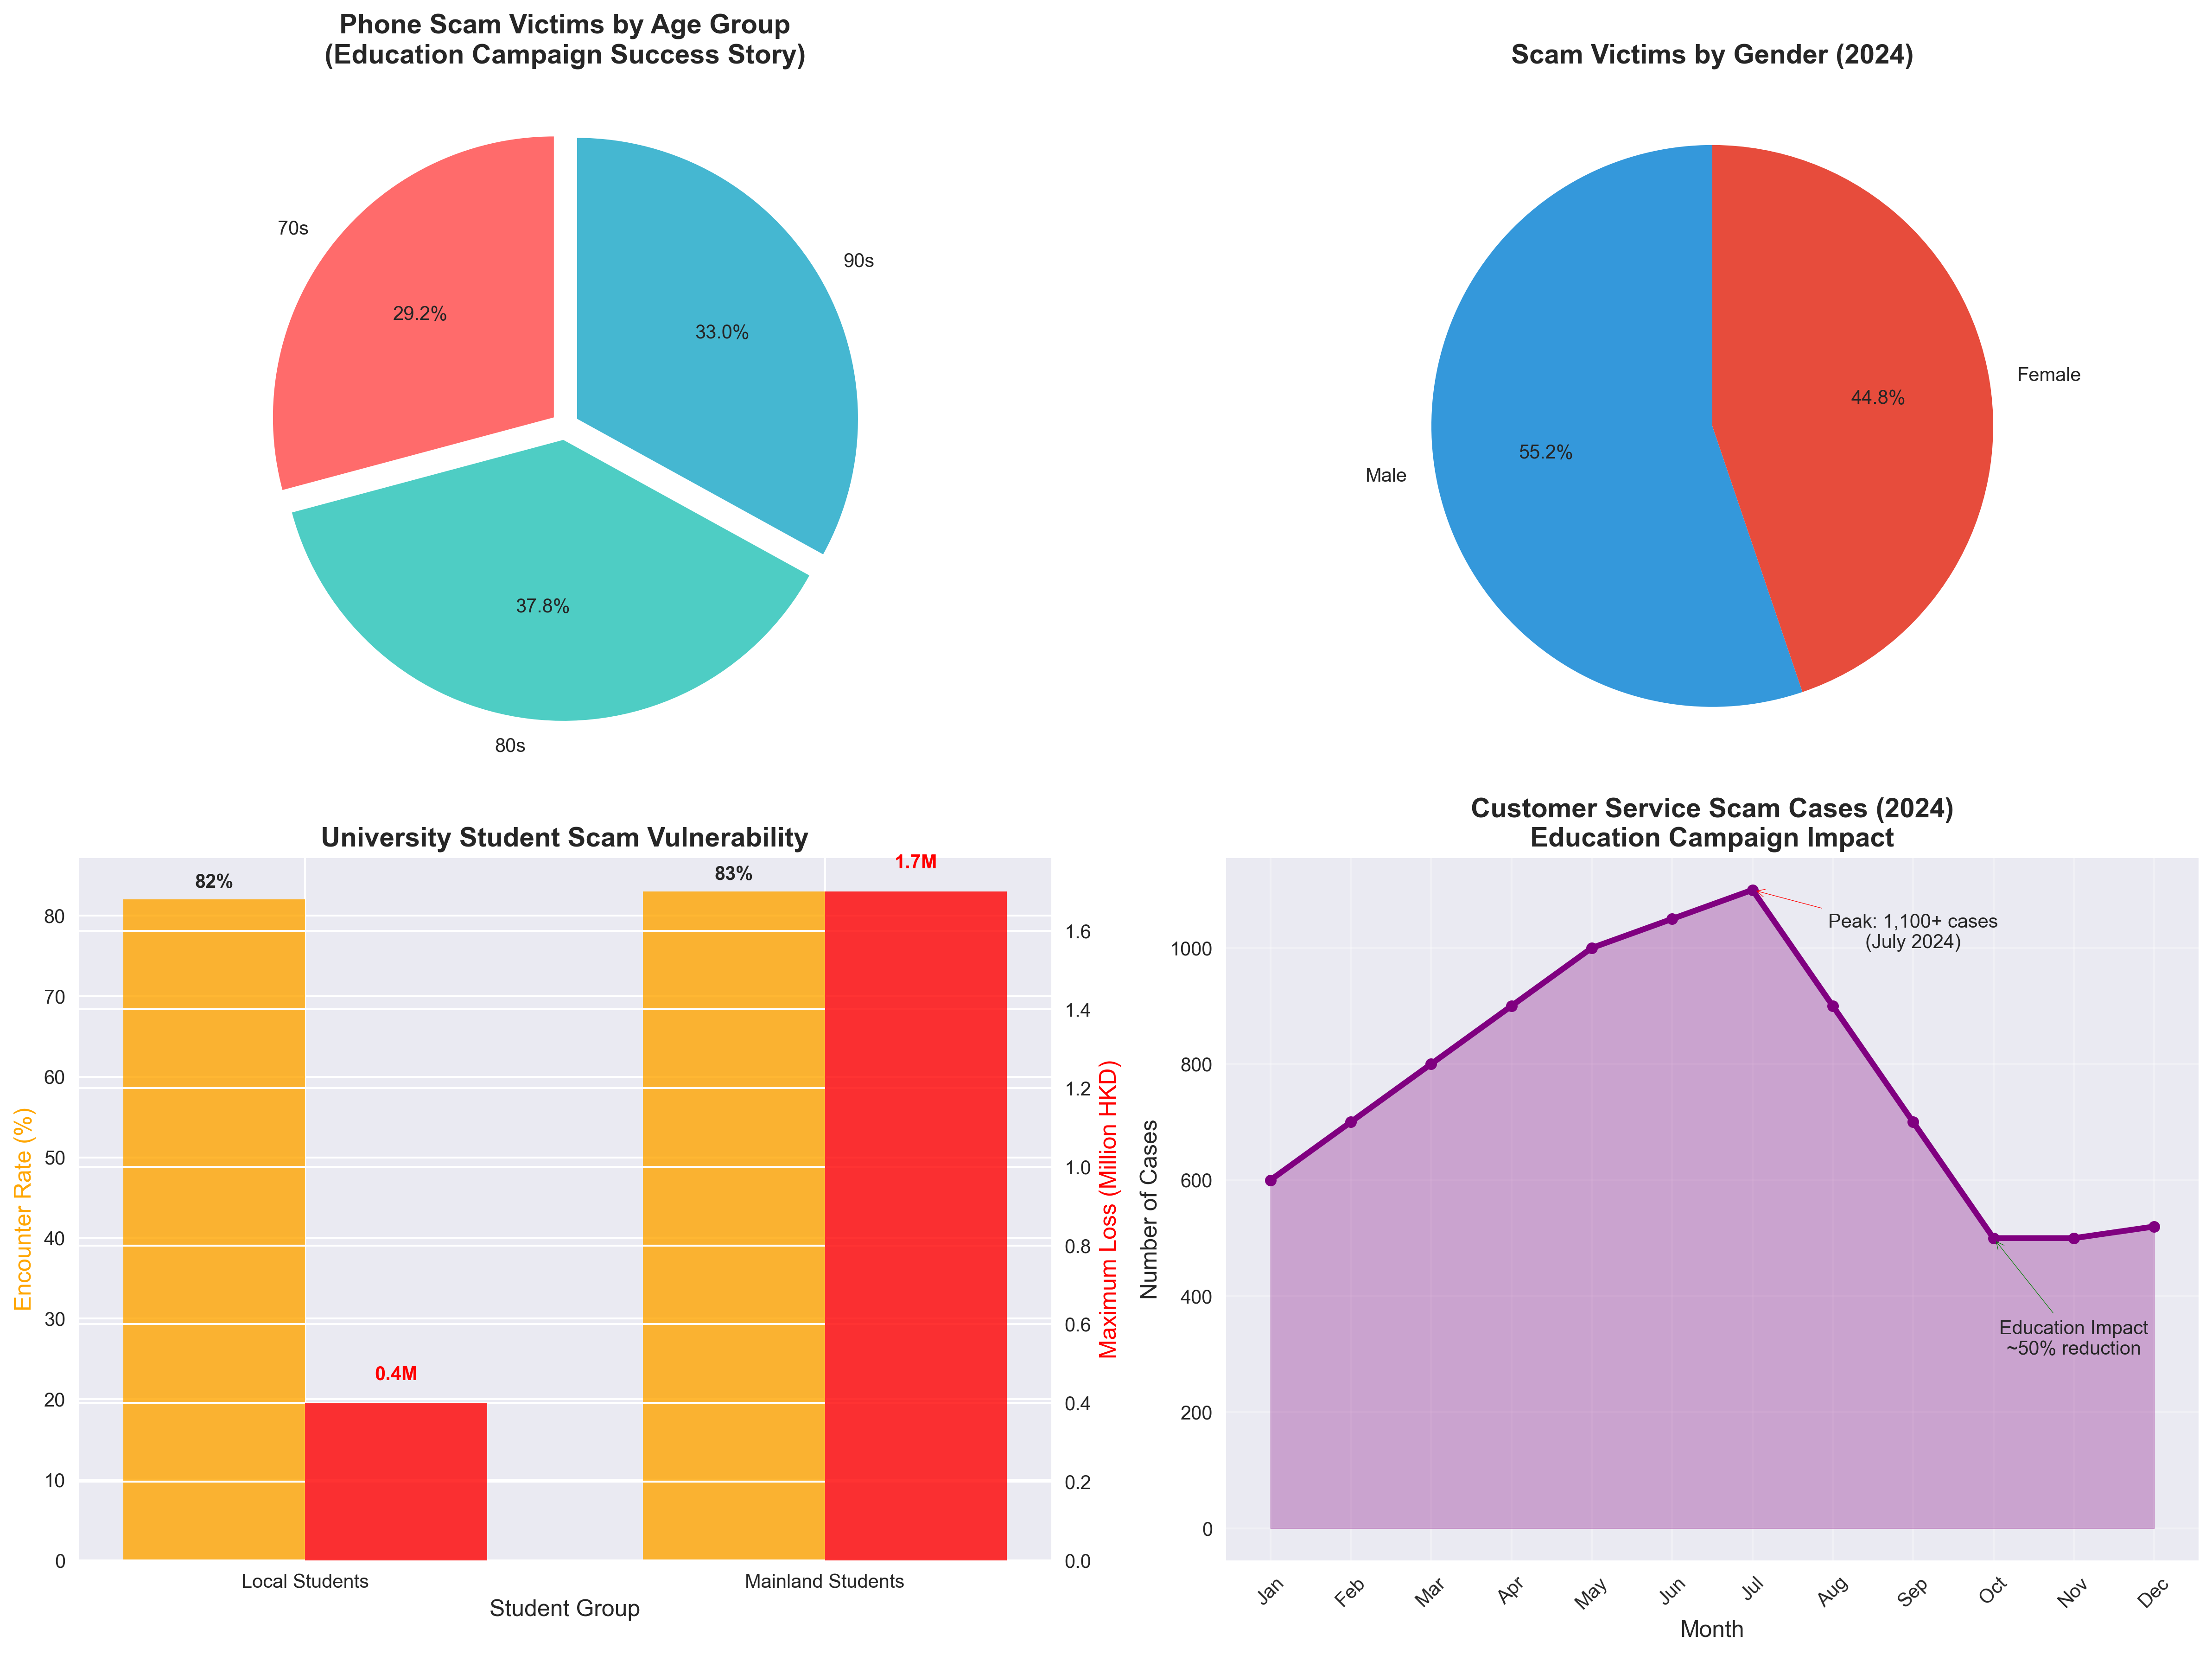 Phone Scam Victims by Age Group
(Education Campaign Success Story)
70s
29.2%
90s
33.0%
37.8%
80s
Scam Victims by Gender (2024)
Female
44.8%
55.2%
Male
University Student Scam Vulnerability
Encounter Rate (%)
80
70
60
50
40
30
20
10
0
82%
0.4M
83%
1.7M
1.6
1.4
1.2
1.0
0.8
0.6
0.4
0.2
0.0
Maximum Loss (Million HKD)
Local Students
Mainland Students
Student Group
Customer Service Scam Cases (2024)
Education Campaign Impact
Number of Cases
1000
800
600
400
200
0
Peak: 1,100+ cases
(July 2024)
Education Impact
~50% reduction
Jan
Feb
Mar
Apr
May
Jun
Jul
Aug
Sep
Oct
Nov
Dec
Month